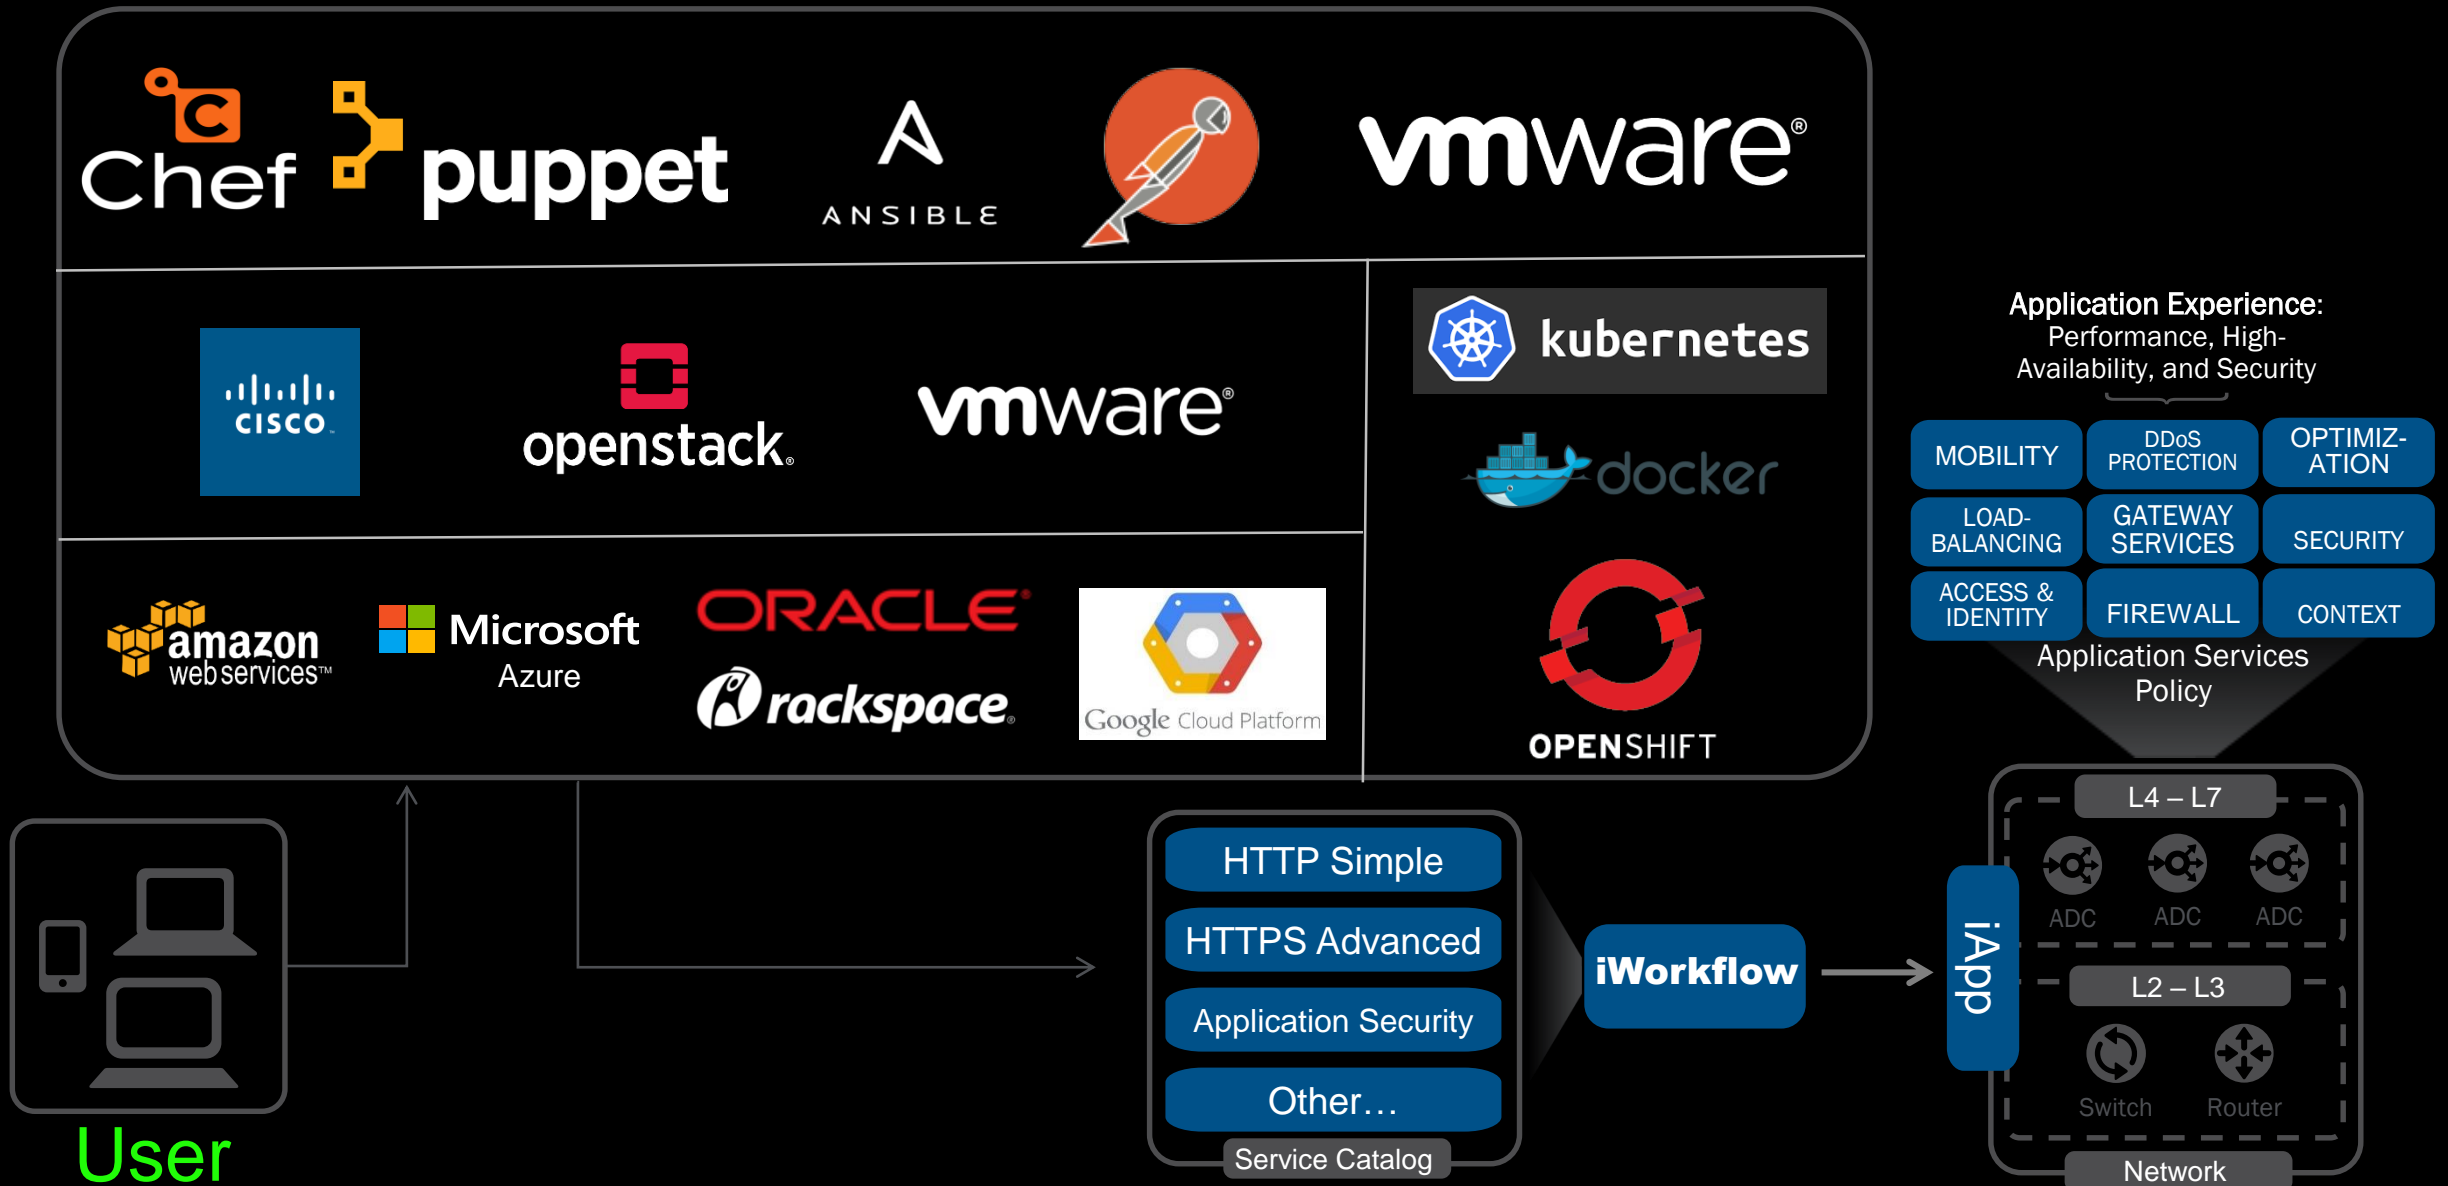 Chef
puppet
ANSIBLE
vmware®
CISCO
openstack®
vmware®
kubernetes
docker
OPENSHIFT
amazon
web services™
Microsoft
Azure
ORACLE®
rackspace®
Google Cloud Platform
Application Experience:
Performance, High-
Availability, and Security
MOBILITY
DDoS
PROTECTION
OPTIMIZ-
ATION
LOAD-
BALANCING
GATEWAY
SERVICES
SECURITY
ACCESS &
IDENTITY
FIREWALL
CONTEXT
Application Services
Policy
User
HTTP Simple
HTTPS Advanced
Application Security
Other…
Service Catalog
iWorkflow
iApp
L4 – L7
ADC
ADC
ADC
L2 – L3
Switch
Router
Network